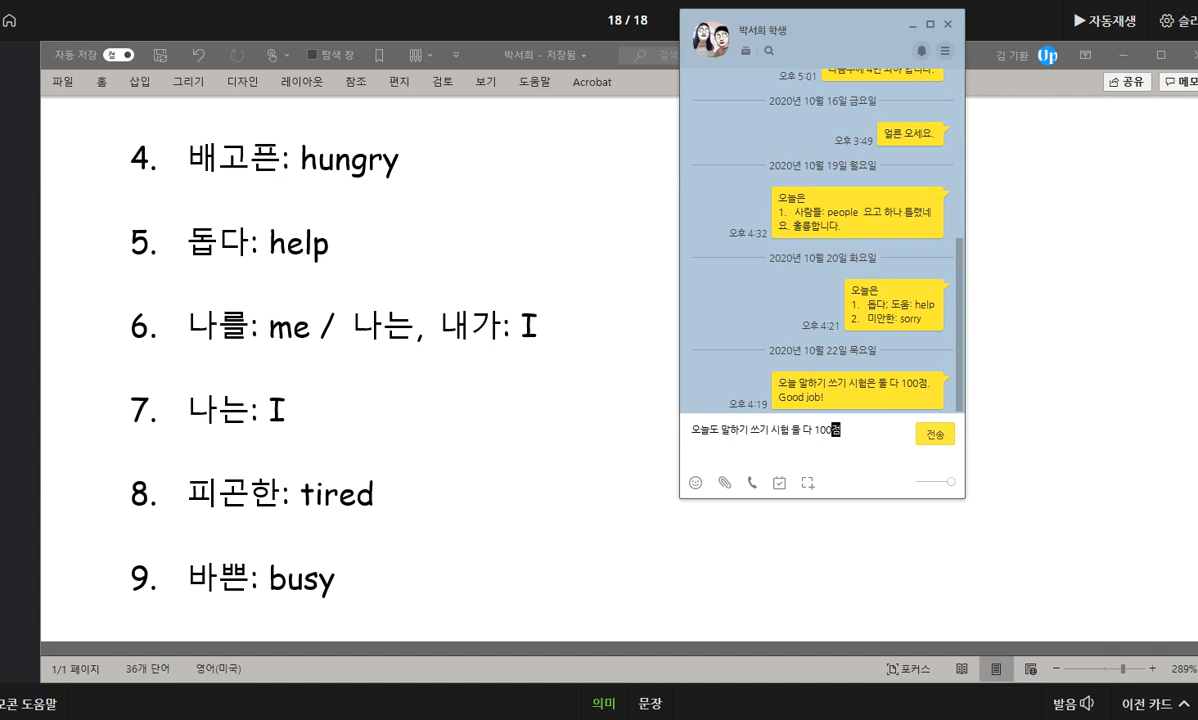 18 / 18
자동재생
자동 저장
켬
탐색 창
박서희 - 저장됨
검색
김 기환
Up
파일 홈 삽입 그리기 디자인 레이아웃 참조 편지 검토 보기 도움말 Acrobat
공유
4. 배고픈: hungry
5. 돕다: help
6. 나를: me / 나는, 내가: I
7. 나는: I
8. 피곤한: tired
9. 바쁜: busy
박서희 학생
오후 5:01
2020년 10월 16일 금요일
얼른 오세요.
오후 3:49
2020년 10월 19일 월요일
오늘은
1. 사람들: people 요고 하나 틀렸네
요. 훌륭합니다.
오후 4:32
2020년 10월 20일 화요일
오늘은
1. 돕다; 도움: help
2. 미안한: sorry
오후 4:21
2020년 10월 22일 목요일
오늘 말하기 쓰기 시험은 둘 다 100점.
Good job!
오후 4:19
오늘도 말하기 쓰기 시험 둘 다 100점
전송
1/1 페이지 36개 단어 영어(미국)
포커스
289%
도움말
의미 문장
발음
이전 카드